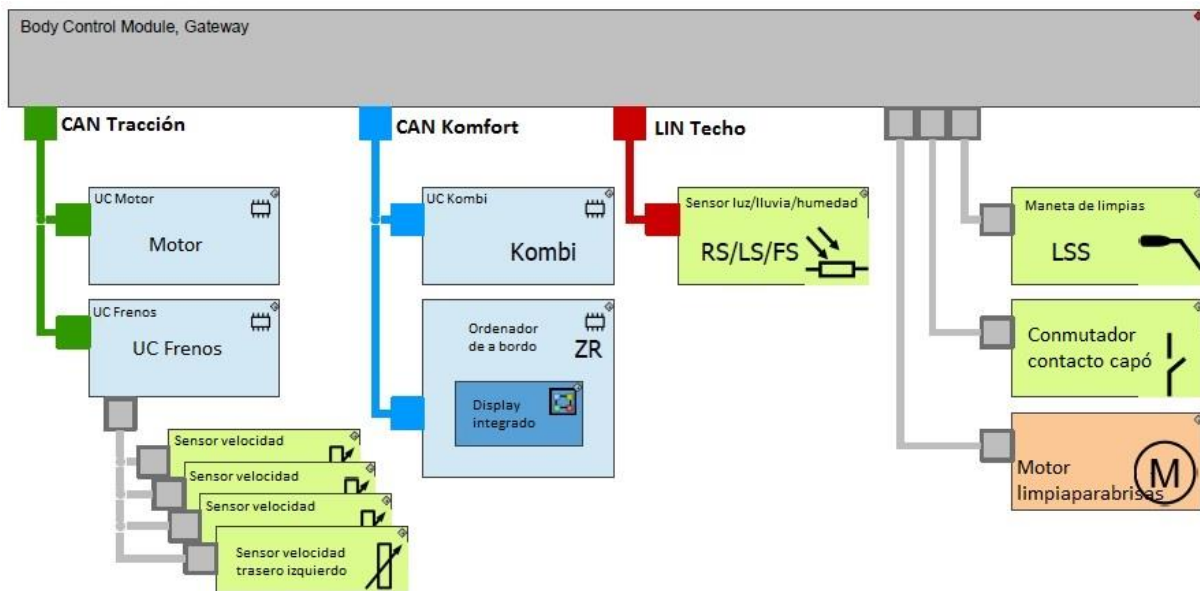 Body Control Module, Gateway
CAN Tracción
CAN Komfort
LIN Techo
UC Motor
Motor
UC Frenos
UC Frenos
Sensor velocidad
Sensor velocidad
Sensor velocidad
Sensor velocidad
trasero izquierdo
UC Kombi
Kombi
Ordenador
de a bordo
ZR
Display
integrado
Sensor luz/lluvia/humedad
RS/LS/FS
Maneta de limpias
LSS
Conmutador
contacto capó
Motor
limpiaparabrisas
M